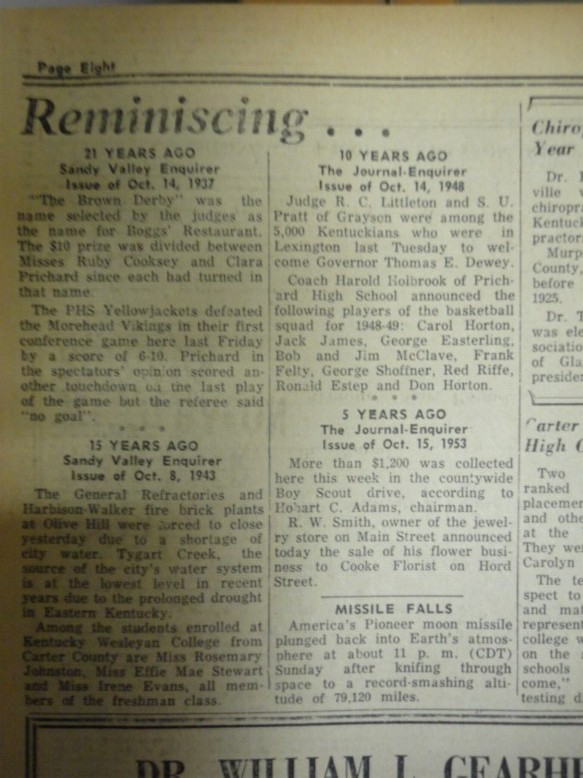 Page Eight
Reminiscing . . .
21 YEARS AGO
Sandy Valley Enquirer
Issue of Oct. 14, 1937
"The Brown Derby" was the
name selected by the judges as
the name for Boggs' Restaurant.
The $10 prize was divided between
Misses Ruby Cooksey and Clara
Prichard since each had turned in
that name.
The PHS Yellowjackets defeated
the Morehead Vikings in their first
conference game here last Friday
by a score of 6-10. Prichard in
the spectators' opinion scored an-
other touchdown on the last play
of the game but the referee said
"no goal".
* * *
15 YEARS AGO
Sandy Valley Enquirer
Issue of Oct. 8, 1943
The General Refractories and
Harbison-Walker fire brick plants
at Olive Hill were forced to close
yesterday due to a shortage of
city water. Tygart Creek, the
source of the city's water system
is at the lowest level in recent
years due to the prolonged drought
in Eastern Kentucky.
Among the students enrolled at
Kentucky Wesleyan College from
Carter County are Miss Rosemary
Johnston, Miss Effie Mae Stewart
and Miss Irene Evans, all mem-
bers of the freshman class.
10 YEARS AGO
The Journal-Enquirer
Issue of Oct. 14, 1948
Judge R. C. Littleton and S. U.
Pratt of Grayson were among the
5,000 Kentuckians who were in
Lexington last Tuesday to wel-
come Governor Thomas E. Dewey.
Coach Harold Holbrook of Prich-
ard High School announced the
following players of the basketball
squad for 1948-49: Carol Horton,
Jack James, George Easterling,
Bob and Jim McClave, Frank
Felty, George Shoffner, Red Riffe,
Ronald Estep and Don Horton.
* * *
5 YEARS AGO
The Journal-Enquirer
Issue of Oct. 15, 1953
More than $1,200 was collected
here this week in the countywide
Boy Scout drive, according to
Hobart C. Adams, chairman.
R. W. Smith, owner of the jewel-
ry store on Main Street announced
today the sale of his flower busi-
ness to Cooke Florist on Hord
Street.
MISSILE FALLS
America's Pioneer moon missile
plunged back into Earth's atmos-
phere at about 11 p. m. (CDT)
Sunday after knifing through
space to a record-smashing alti-
tude of 79,120 miles.
Chiro
Year
Dr.
ville
chiropra
Kentuck
practor
Murp
County,
before
1925.
Dr. T
was ele
sociatio
of Gla
preside
Carter
High
Two
ranked
placemen
and othe
at the
They wer
Carolyn
The te
spect to
and mat
represent
college w
on the
schools
come,"
testing d
DR. WILLIAM L. GEARH